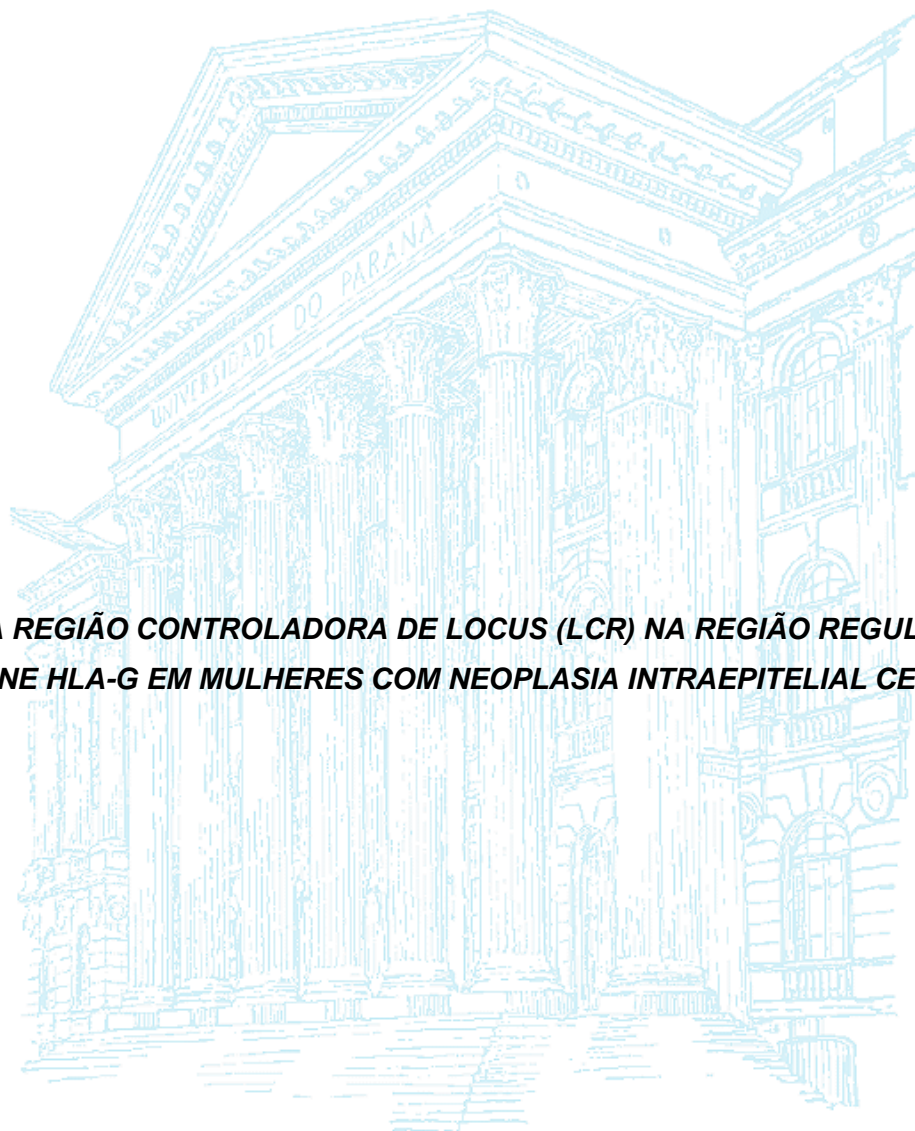 UNIVERSIDADE DO PARANÁ
A REGIÃO CONTROLADORA DE LOCUS (LCR) NA REGIÃO REGUL
NE HLA-G EM MULHERES COM NEOPLASIA INTRAEPITELIAL CE